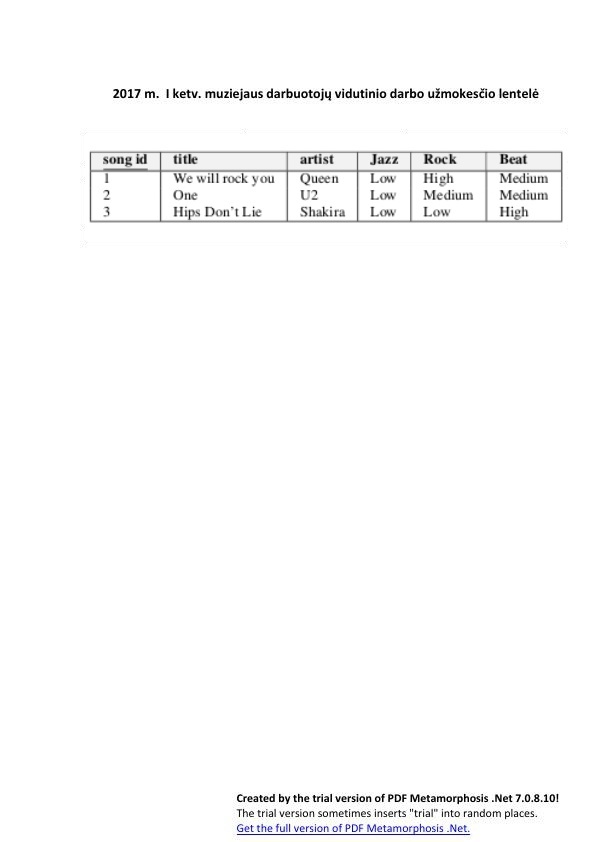 2017 m. I ketv. muziejaus darbuotojų vidutinio darbo užmokesčio lentelė
song id title artist Jazz Rock Beat
1 We will rock you Queen Low High Medium
2 One U2 Low Medium Medium
3 Hips Don't Lie Shakira Low Low High
Created by the trial version of PDF Metamorphosis .Net 7.0.8.10!
The trial version sometimes inserts "trial" into random places.
Get the full version of PDF Metamorphosis .Net.